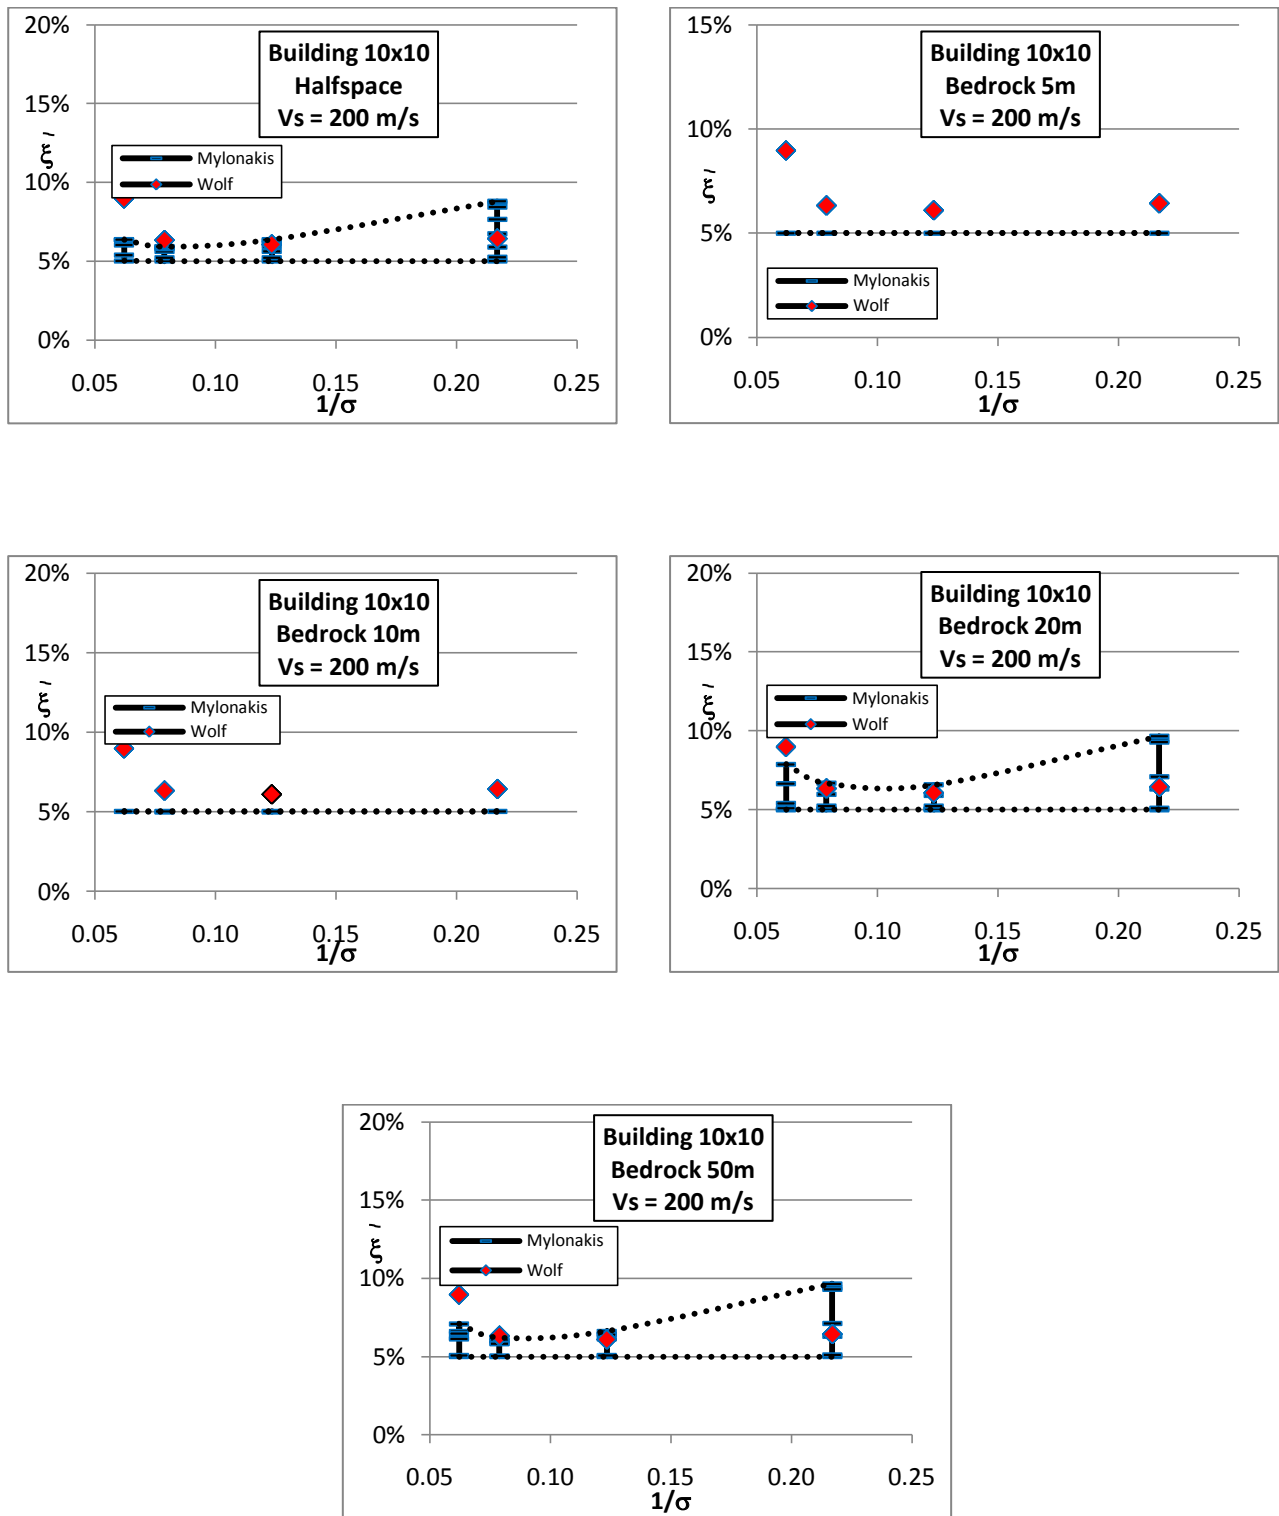 20%
15%
10%
5%
0%
ξ̃
Building 10x10
Halfspace
Vs = 200 m/s
Mylonakis
Wolf
0.05 0.10 0.15 0.20 0.25
1/σ
15%
10%
5%
0%
ξ̃
Building 10x10
Bedrock 5m
Vs = 200 m/s
Mylonakis
Wolf
0.05 0.10 0.15 0.20 0.25
1/σ
20%
15%
10%
5%
0%
ξ̃
Building 10x10
Bedrock 10m
Vs = 200 m/s
Mylonakis
Wolf
0.05 0.10 0.15 0.20 0.25
1/σ
20%
15%
10%
5%
0%
ξ̃
Building 10x10
Bedrock 20m
Vs = 200 m/s
Mylonakis
Wolf
0.05 0.10 0.15 0.20 0.25
1/σ
20%
15%
10%
5%
0%
ξ̃
Building 10x10
Bedrock 50m
Vs = 200 m/s
Mylonakis
Wolf
0.05 0.10 0.15 0.20 0.25
1/σ